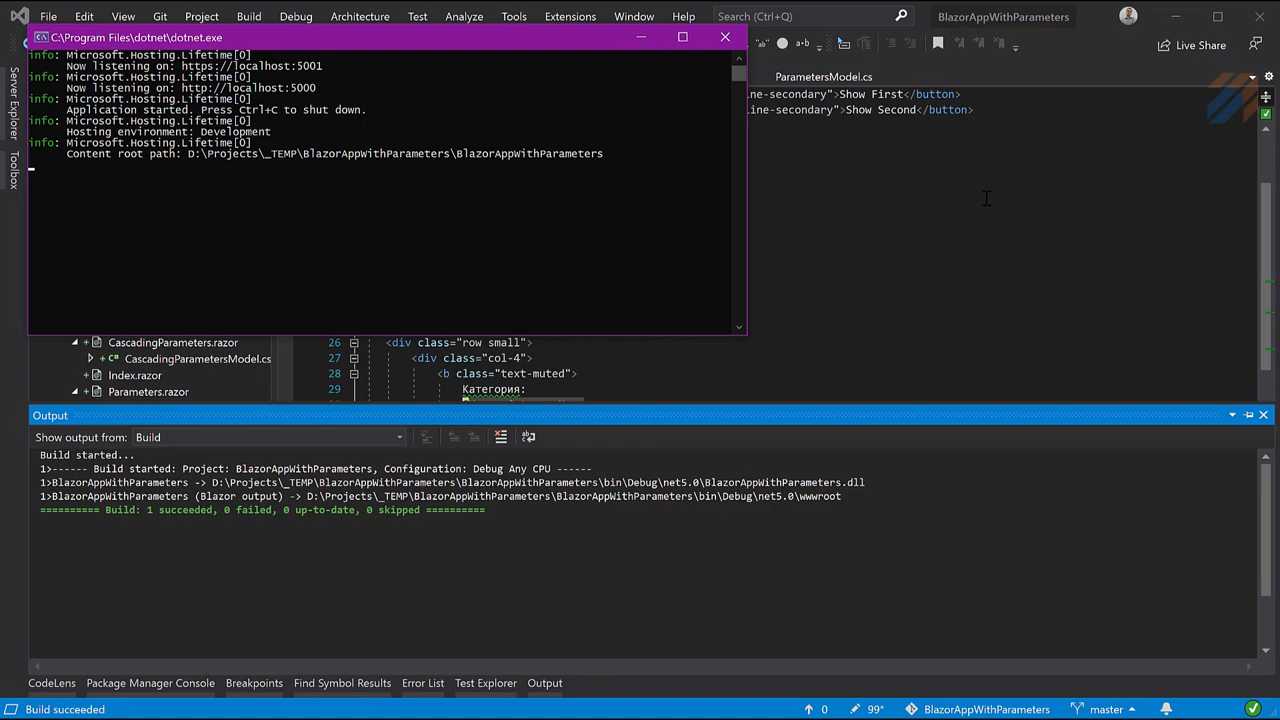 File Edit View Git Project Build Debug Architecture Test Analyze Tools Extensions Window Help Search (Ctrl+Q) BlazorAppWithParameters
C:\Program Files\dotnet\dotnet.exe
Live Share
info: Microsoft.Hosting.Lifetime[0]
Now listening on: https://localhost:5001
info: Microsoft.Hosting.Lifetime[0]
Now listening on: http://localhost:5000
info: Microsoft.Hosting.Lifetime[0]
Application started. Press Ctrl+C to shut down.
info: Microsoft.Hosting.Lifetime[0]
Hosting environment: Development
info: Microsoft.Hosting.Lifetime[0]
Content root path: D:\Projects\_TEMP\BlazorAppWithParameters\BlazorAppWithParameters
Server Explorer
Toolbox
ParametersModel.cs
ine-secondary">Show First</button>
ine-secondary">Show Second</button>
CascadingParameters.razor
C# CascadingParametersModel.cs
Index.razor
Parameters.razor
26 <div class="row small">
27 <div class="col-4">
28 <b class="text-muted">
29 Категория:
Output
Show output from: Build
Build started...
1>------ Build started: Project: BlazorAppWithParameters, Configuration: Debug Any CPU ------
1>BlazorAppWithParameters -> D:\Projects\_TEMP\BlazorAppWithParameters\BlazorAppWithParameters\bin\Debug\net5.0\BlazorAppWithParameters.dll
1>BlazorAppWithParameters (Blazor output) -> D:\Projects\_TEMP\BlazorAppWithParameters\BlazorAppWithParameters\bin\Debug\net5.0\wwwroot
========== Build: 1 succeeded, 0 failed, 0 up-to-date, 0 skipped ==========
CodeLens Package Manager Console Breakpoints Find Symbol Results Error List Test Explorer Output
Build succeeded 0 99+ BlazorAppWithParameters master